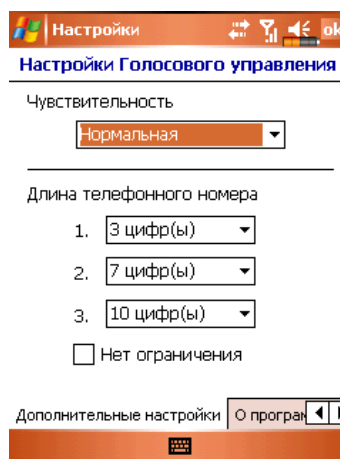 Настройки ok
Настройки Голосового управления
Чувствительность
Нормальная
Длина телефонного номера
1. 3 цифр(ы)
2. 7 цифр(ы)
3. 10 цифр(ы)
Нет ограничения
Дополнительные настройки О програм